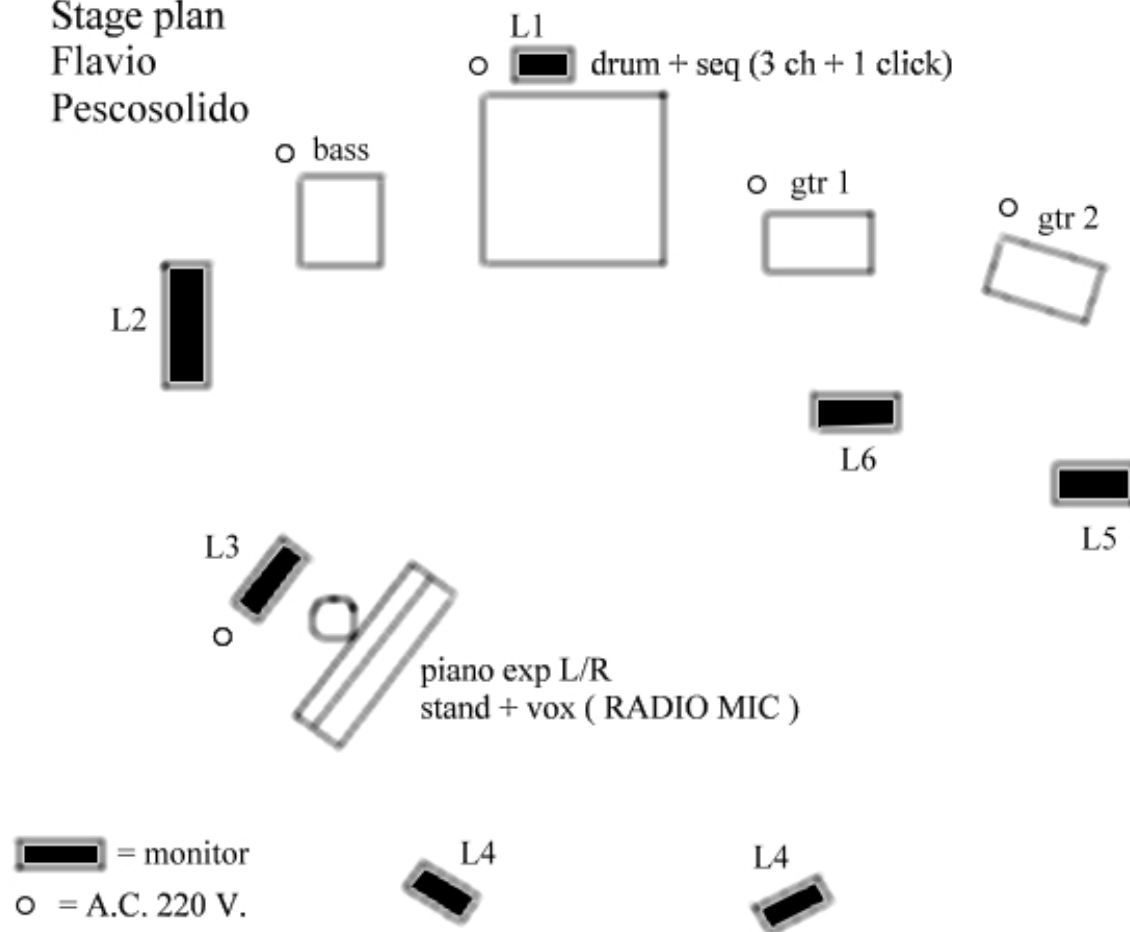 Stage plan
Flavio
Pescosolido
L1
drum + seq (3 ch + 1 click)
bass
gtr 1
gtr 2
L2
L6
L5
L3
piano exp L/R
stand + vox ( RADIO MIC )
= monitor
L4
L4
= A.C. 220 V.